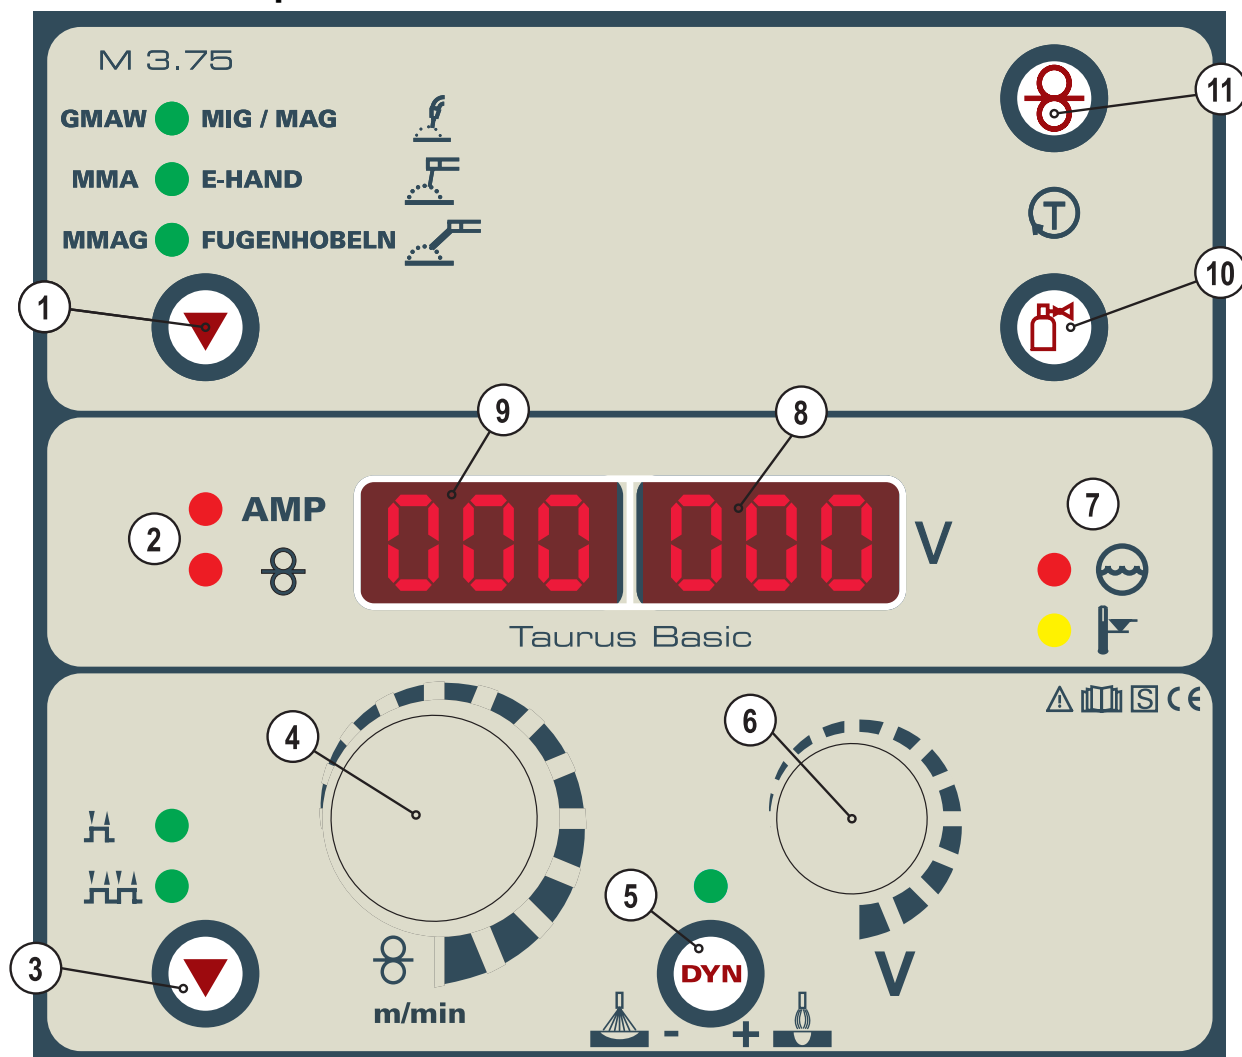 M 3.75
GMAW MIG / MAG
MMA E-HAND
MMAG FUGENHOBELN
1
11
T
10
9
8
2
AMP
000
000
V
7
Taurus Basic
4
6
S CE
5
3
DYN
V
m/min
- +